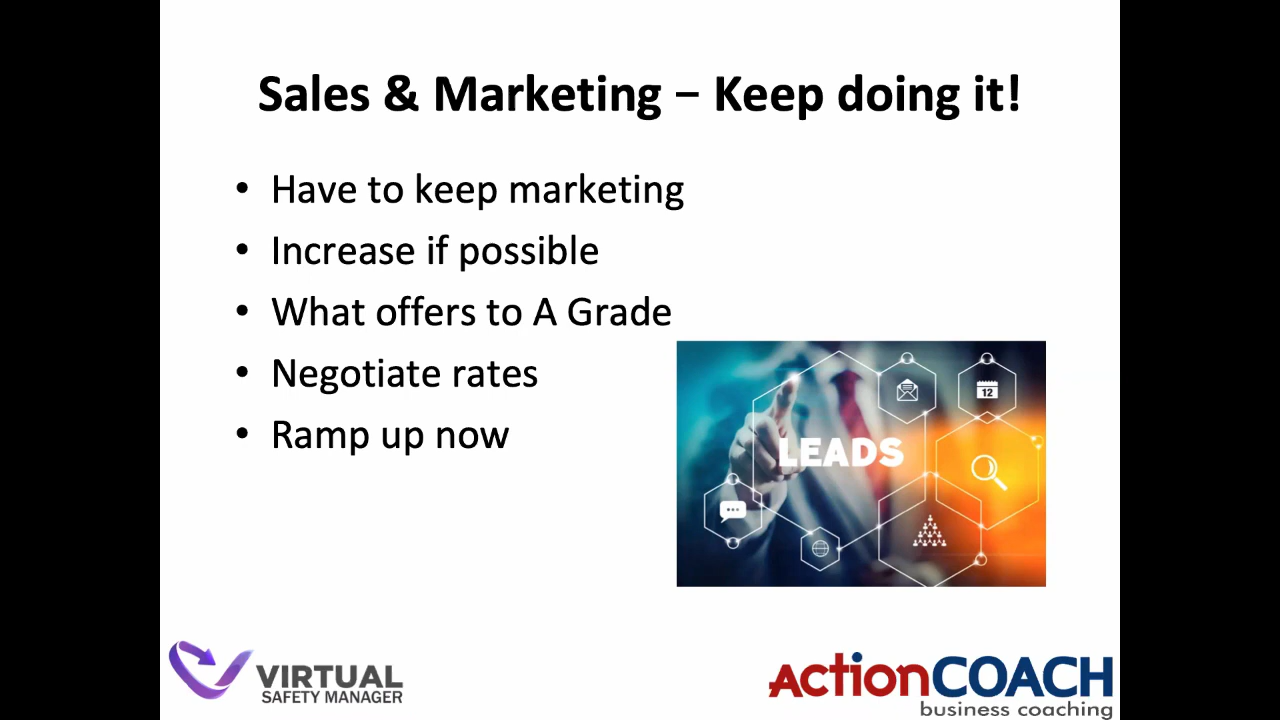 Sales & Marketing – Keep doing it!
• Have to keep marketing
• Increase if possible
• What offers to A Grade
• Negotiate rates
• Ramp up now
LEADS
12
VIRTUAL
SAFETY MANAGER
ActionCOACH
business coaching